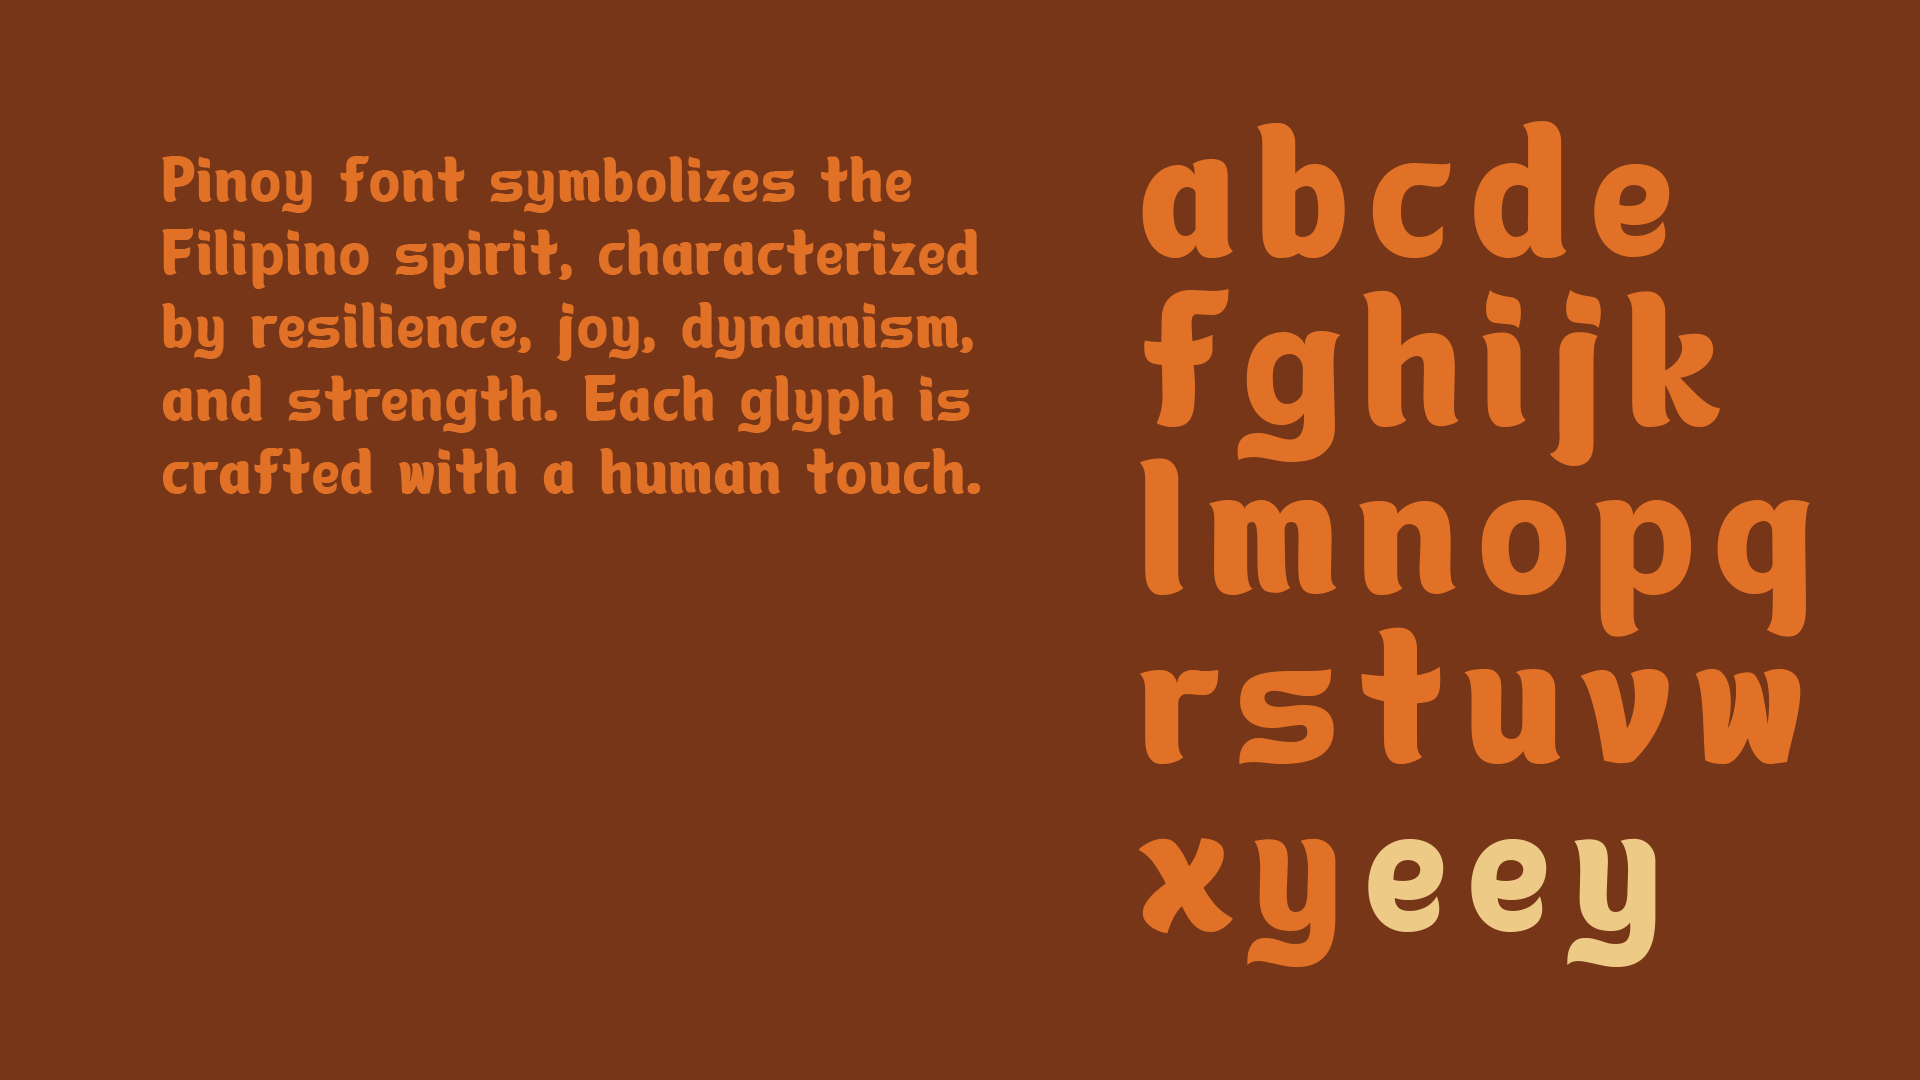 Pinoy font symbolizes the
Filipino spirit, characterized
by resilience, joy, dynamism,
and strength. Each glyph is
crafted with a human touch.
abcde
fghijk
lmnopq
rstuvw
xyeey